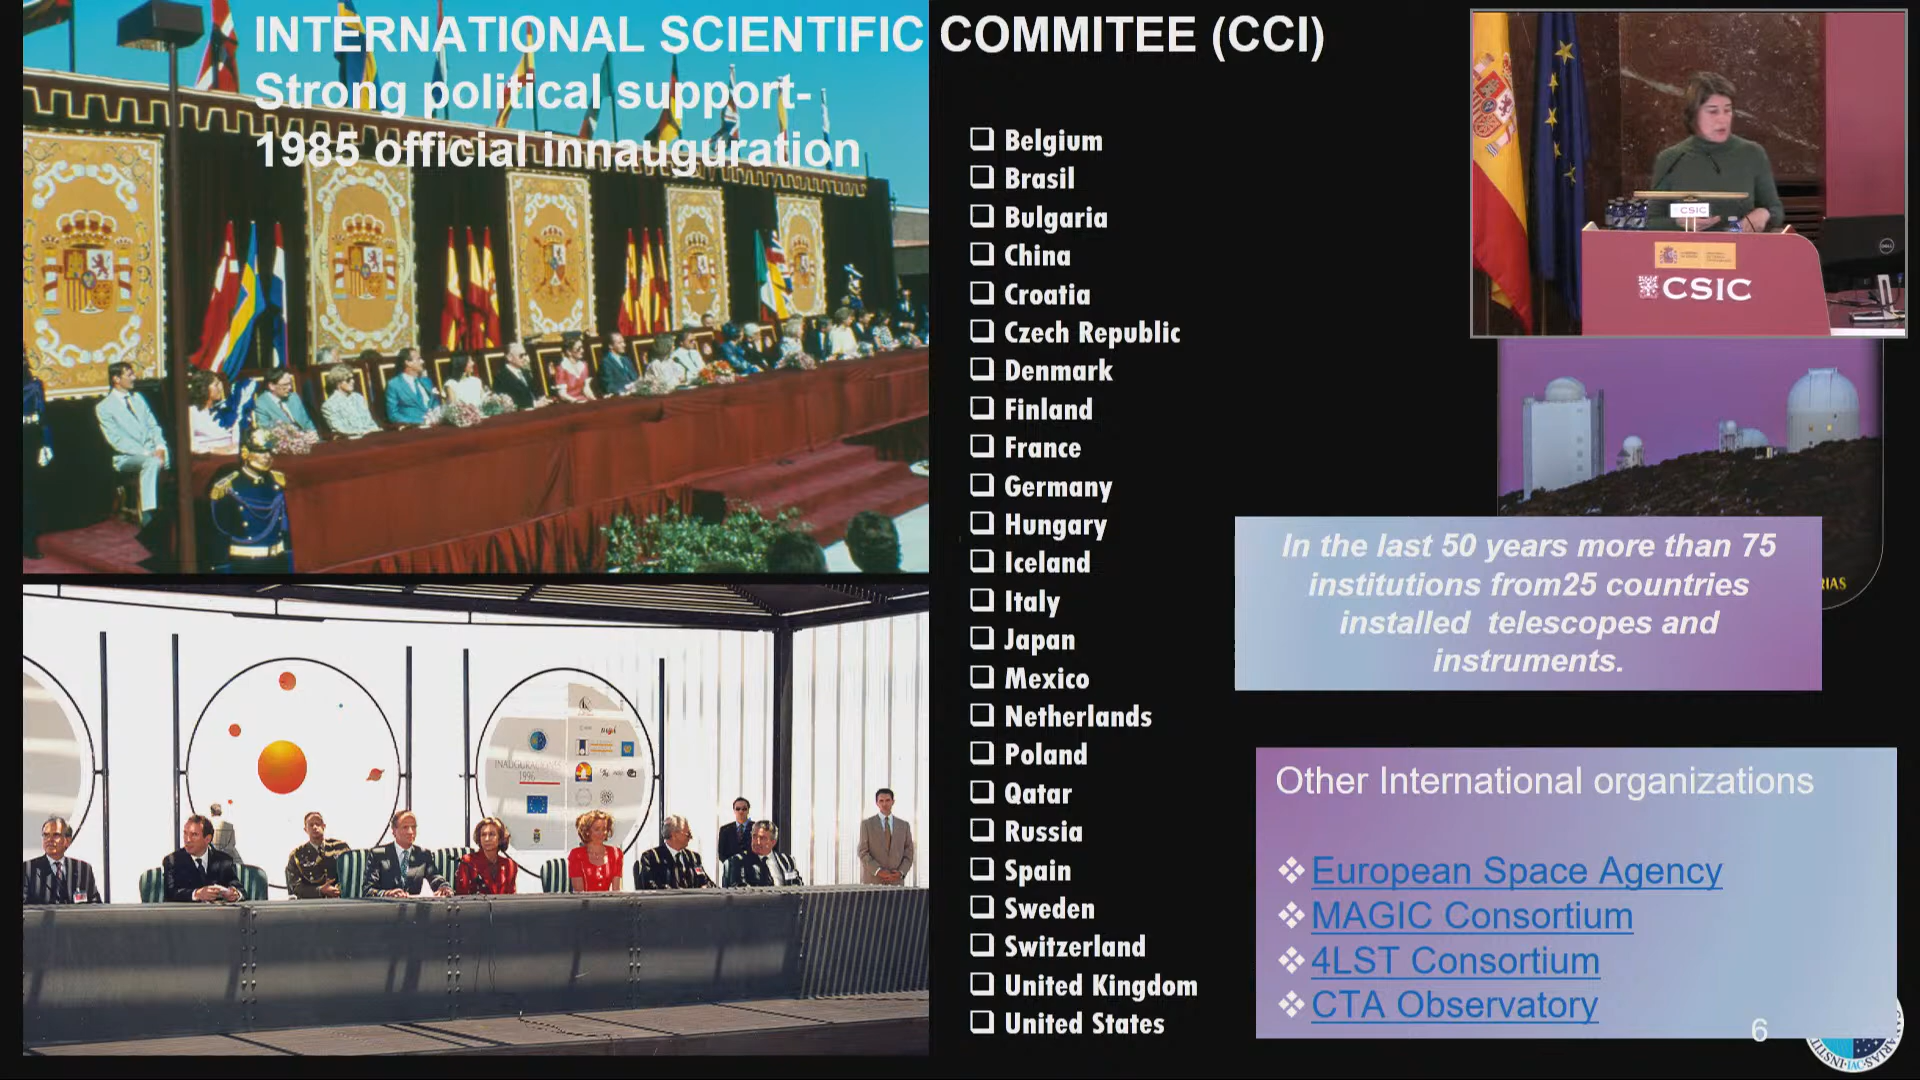 INTERNATIONAL SCIENTIFIC COMMITEE (CCI)
Strong political support-
1985 official innauguration
Belgium
Brasil
Bulgaria
China
Croatia
Czech Republic
Denmark
Finland
France
Germany
Hungary
Iceland
Italy
Japan
Mexico
Netherlands
Poland
Qatar
Russia
Spain
Sweden
Switzerland
United Kingdom
United States
CSIC
CSIC
In the last 50 years more than 75
institutions from25 countries
installed telescopes and
instruments.
RIAS
Other International organizations
European Space Agency
MAGIC Consortium
4LST Consortium
CTA Observatory
6
INAUGURACIONES
1996